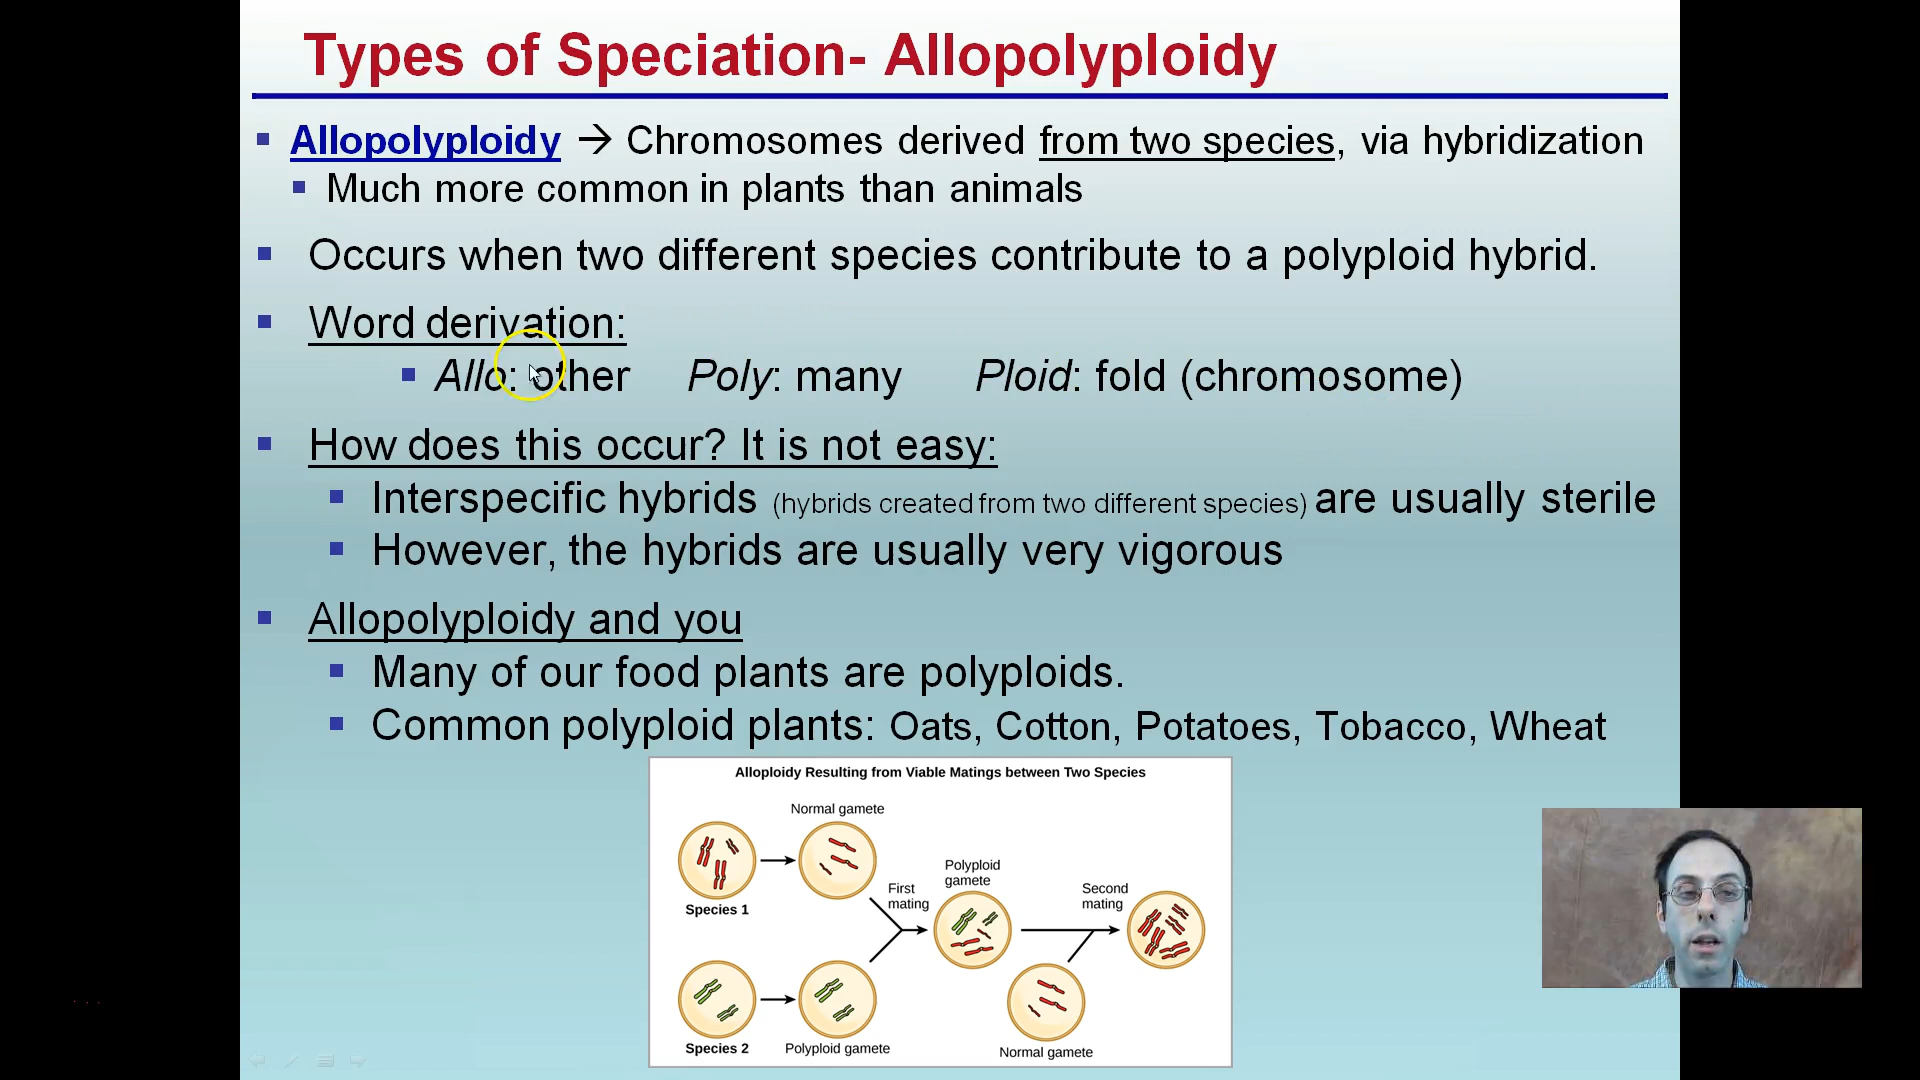 Types of Speciation- Allopolyploidy
Allopolyploidy → Chromosomes derived from two species, via hybridization
Much more common in plants than animals
Occurs when two different species contribute to a polyploid hybrid.
Word derivation:
Allo: other Poly: many Ploid: fold (chromosome)
How does this occur? It is not easy:
Interspecific hybrids (hybrids created from two different species) are usually sterile
However, the hybrids are usually very vigorous
Allopolyploidy and you
Many of our food plants are polyploids.
Common polyploid plants: Oats, Cotton, Potatoes, Tobacco, Wheat
Alloploidy Resulting from Viable Matings between Two Species
Normal gamete
Species 1
First
mating
Polyploid
gamete
Second
mating
Species 2
Polyploid gamete
Normal gamete